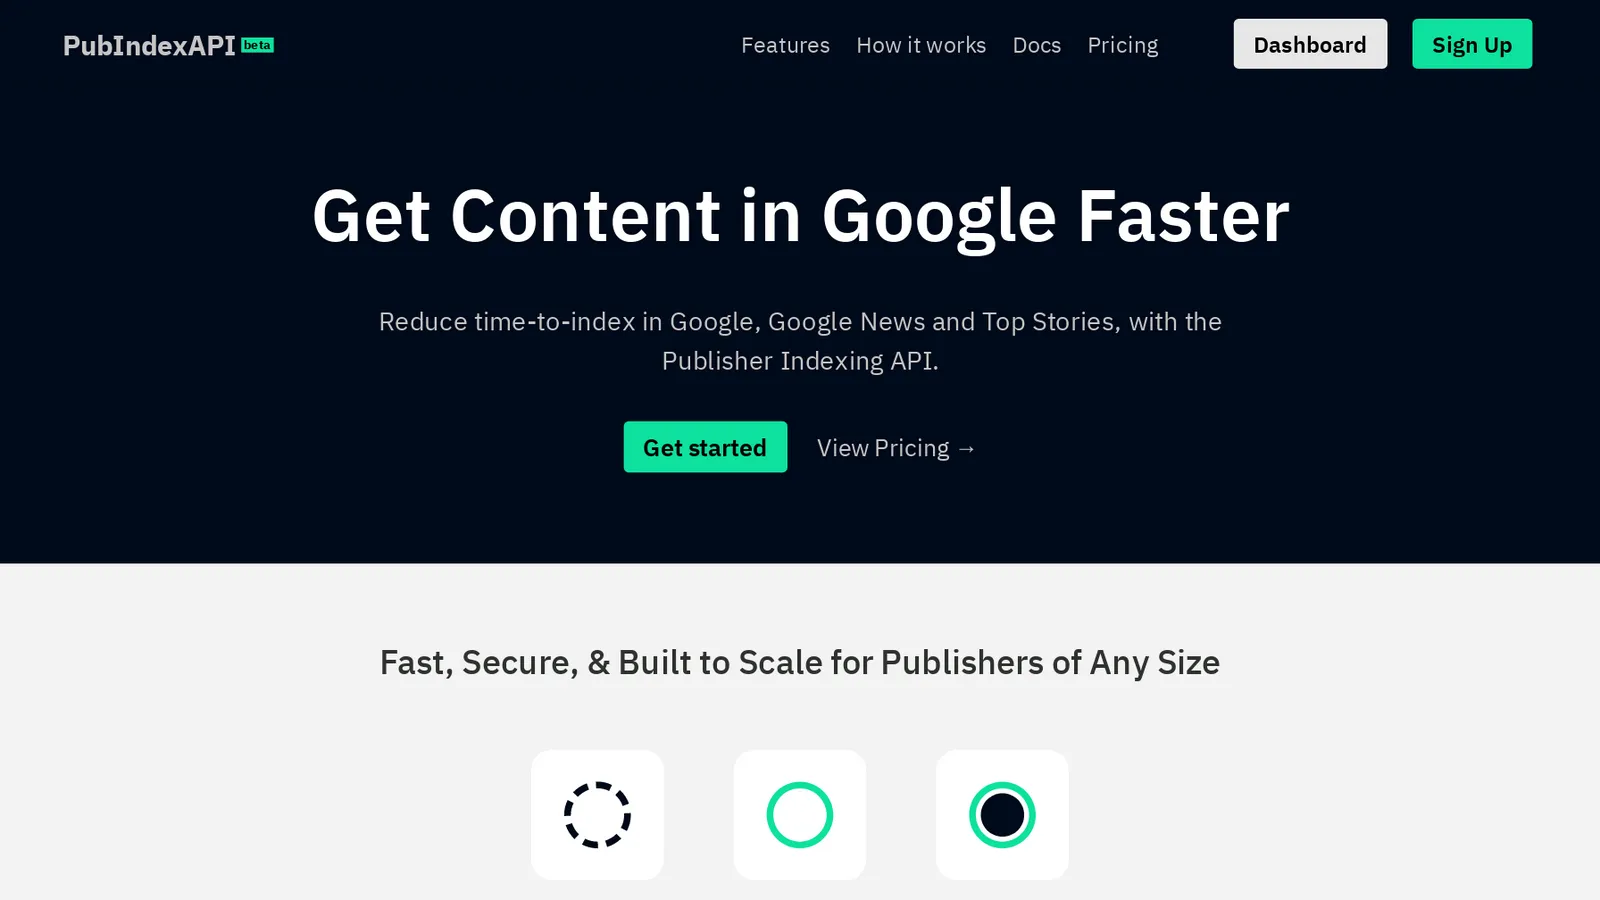 PubIndexAPI beta
Features How it works Docs Pricing Dashboard Sign Up
Get Content in Google Faster
Reduce time-to-index in Google, Google News and Top Stories, with the
Publisher Indexing API.
Get started View Pricing →
Fast, Secure, & Built to Scale for Publishers of Any Size